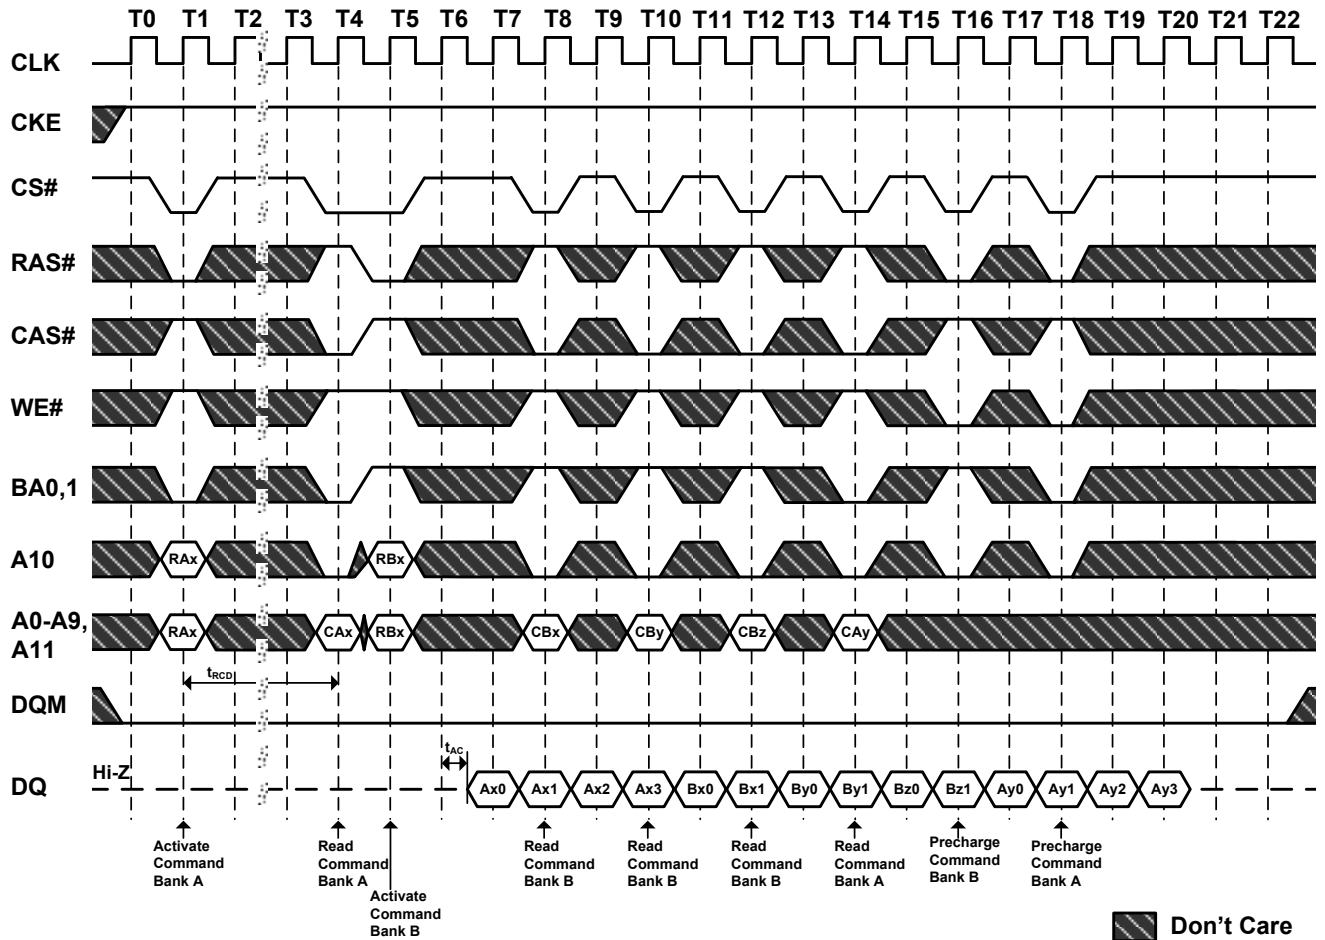 T0 T1 T2 T3 T4 T5 T6 T7 T8 T9 T10 T11 T12 T13 T14 T15 T16 T17 T18 T19 T20 T21 T22
CLK
CKE
CS#
RAS#
CAS#
WE#
BA0,1
A10 RAx RBx
A0-A9,
A11 RAx CAx RBx CBx CBy CBz CAy
tRCD
DQM
tAC
Hi-Z
DQ Ax0 Ax1 Ax2 Ax3 Bx0 Bx1 By0 By1 Bz0 Bz1 Ay0 Ay1 Ay2 Ay3
Activate
Command
Bank A
Read
Command
Bank A
Activate
Command
Bank B
Read
Command
Bank B
Read
Command
Bank B
Read
Command
Bank B
Read
Command
Bank A
Precharge
Command
Bank B
Precharge
Command
Bank A
Don't Care